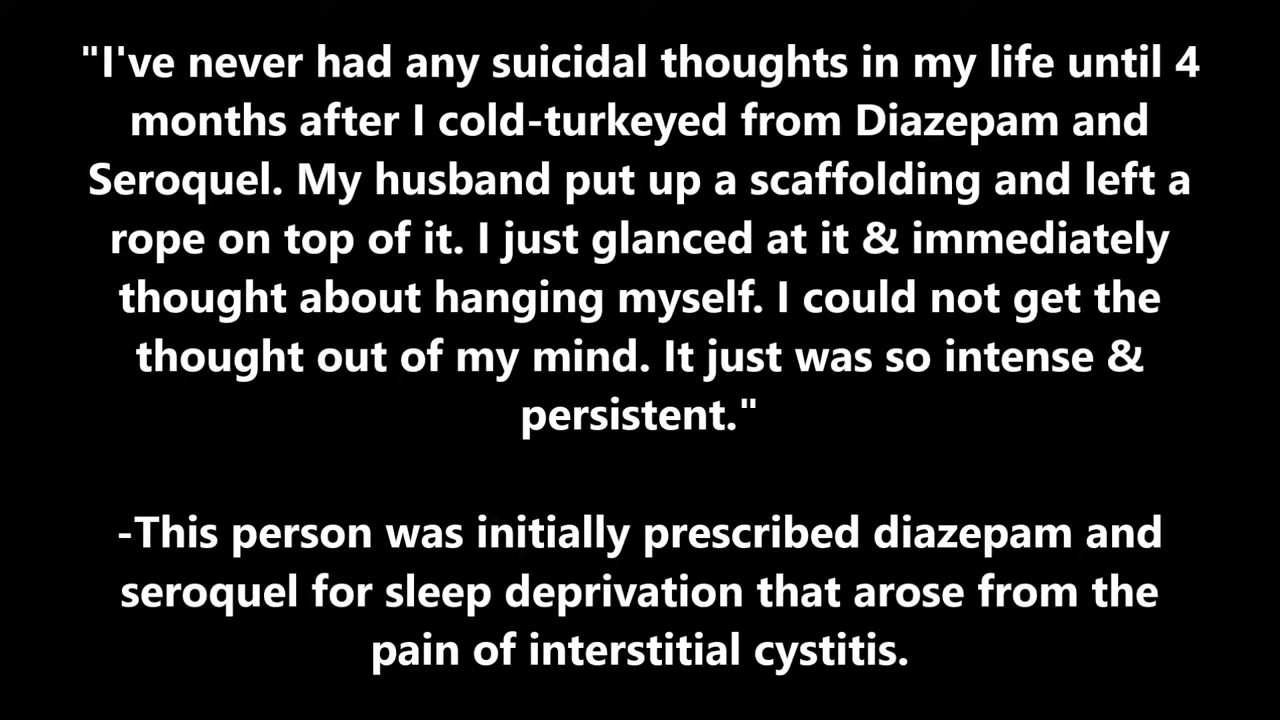 "I've never had any suicidal thoughts in my life until 4
months after I cold-turkeyed from Diazepam and
Seroquel. My husband put up a scaffolding and left a
rope on top of it. I just glanced at it & immediately
thought about hanging myself. I could not get the
thought out of my mind. It just was so intense &
persistent."
-This person was initially prescribed diazepam and
seroquel for sleep deprivation that arose from the
pain of interstitial cystitis.